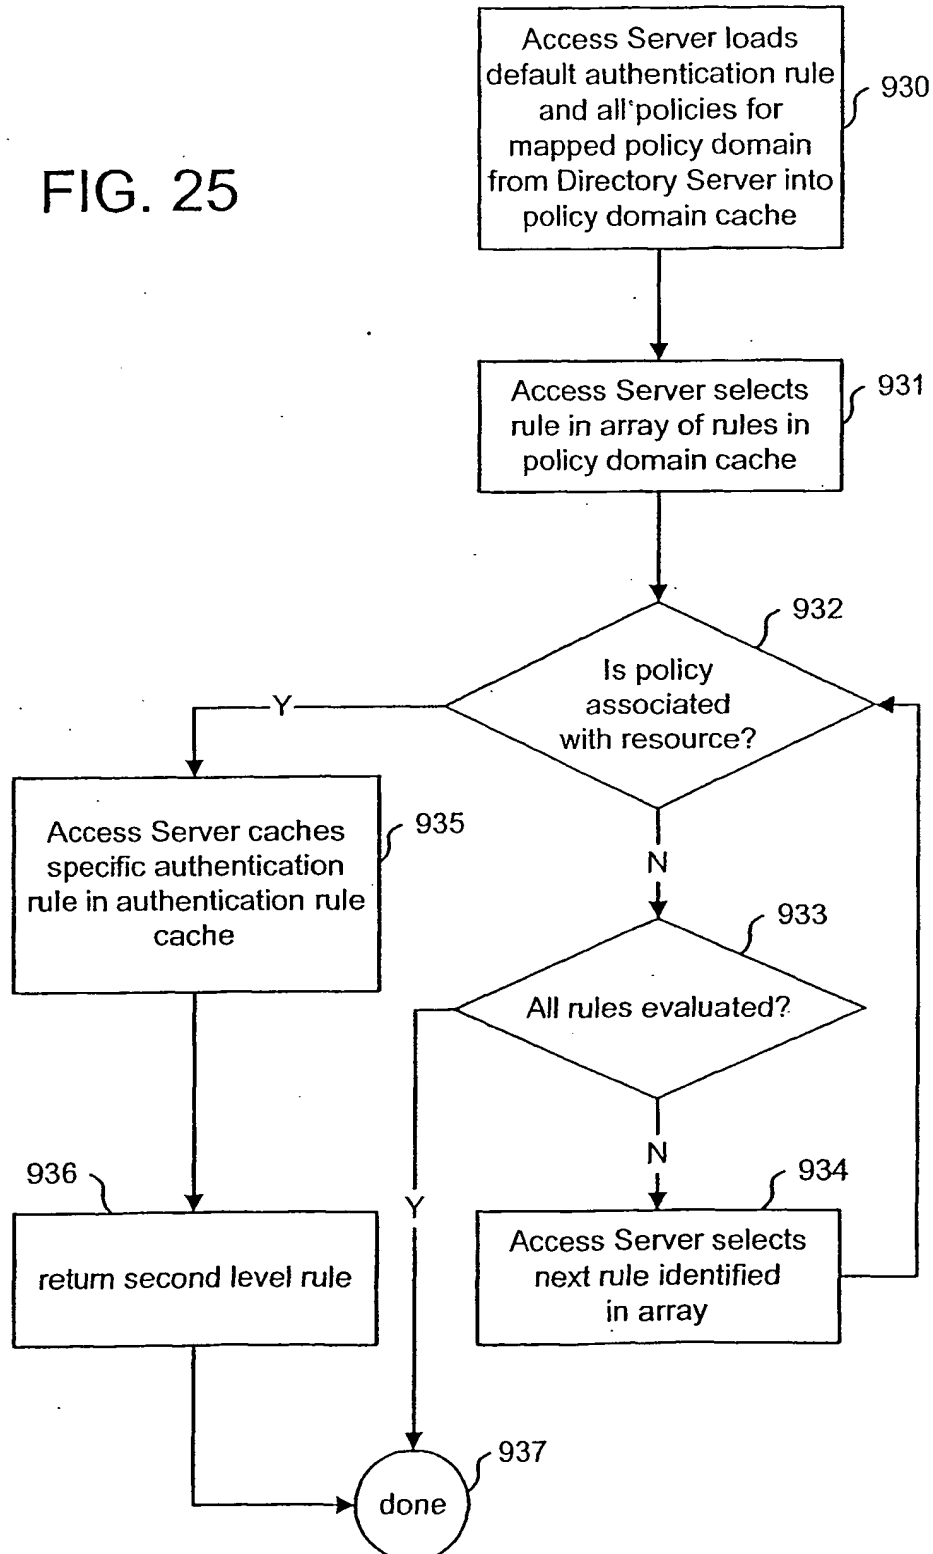 FIG. 25
Access Server loads
default authentication rule
and all policies for
mapped policy domain
from Directory Server into
policy domain cache
930
Access Server selects
rule in array of rules in
policy domain cache
931
932
Is policy
associated
with resource?
Y
N
Access Server caches
specific authentication
rule in authentication rule
cache
935
933
All rules evaluated?
Y
N
936
return second level rule
934
Access Server selects
next rule identified
in array
937
done